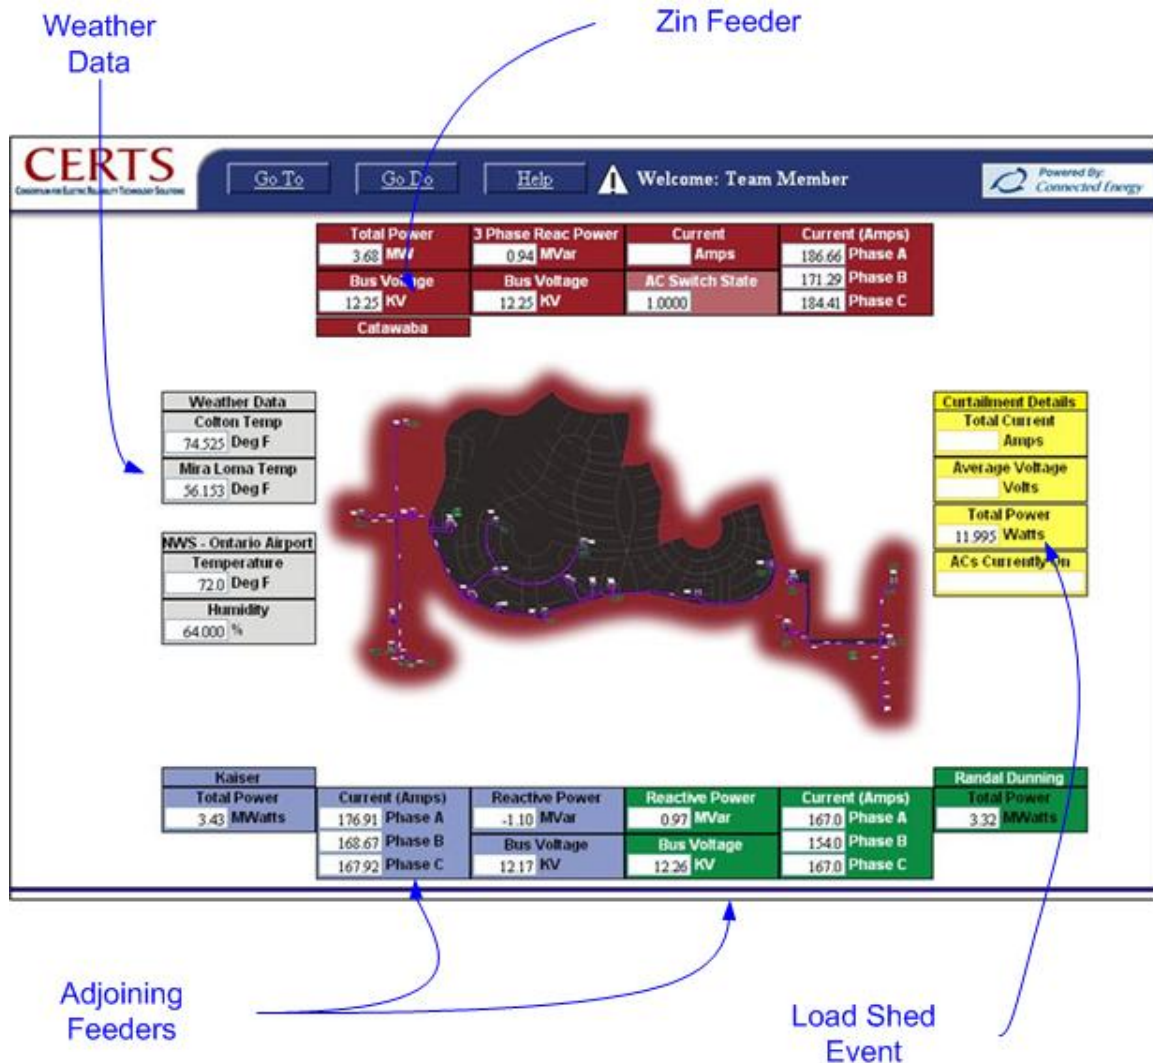 Weather
Data
Zin Feeder
CERTS
CONSORTIUM FOR ELECTRIC RELIABILITY TECHNOLOGY SOLUTIONS
Go To
Go Do
Help
Welcome: Team Member
Powered By:
Connected Energy
Total Power
3.68 MW
3 Phase Reac Power
0.94 MVar
Current
Amps
Current (Amps)
186.66 Phase A
171.29 Phase B
184.41 Phase C
Bus Voltage
12.25 KV
Bus Voltage
12.25 KV
AC Switch State
1.0000
Catawaba
Weather Data
Colton Temp
74.525 Deg F
Mira Loma Temp
56.153 Deg F
NWS - Ontario Airport
Temperature
72.0 Deg F
Humidity
64.000 %
Curtailment Details
Total Current
Amps
Average Voltage
Volts
Total Power
11.995 Watts
ACs Currently On
Kaiser
Total Power
3.43 MWatts
Current (Amps)
176.91 Phase A
168.67 Phase B
167.92 Phase C
Reactive Power
-1.10 MVar
Bus Voltage
12.17 KV
Reactive Power
0.97 MVar
Bus Voltage
12.26 KV
Current (Amps)
167.0 Phase A
154.0 Phase B
167.0 Phase C
Randal Dunning
Total Power
3.32 MWatts
Adjoining
Feeders
Load Shed
Event